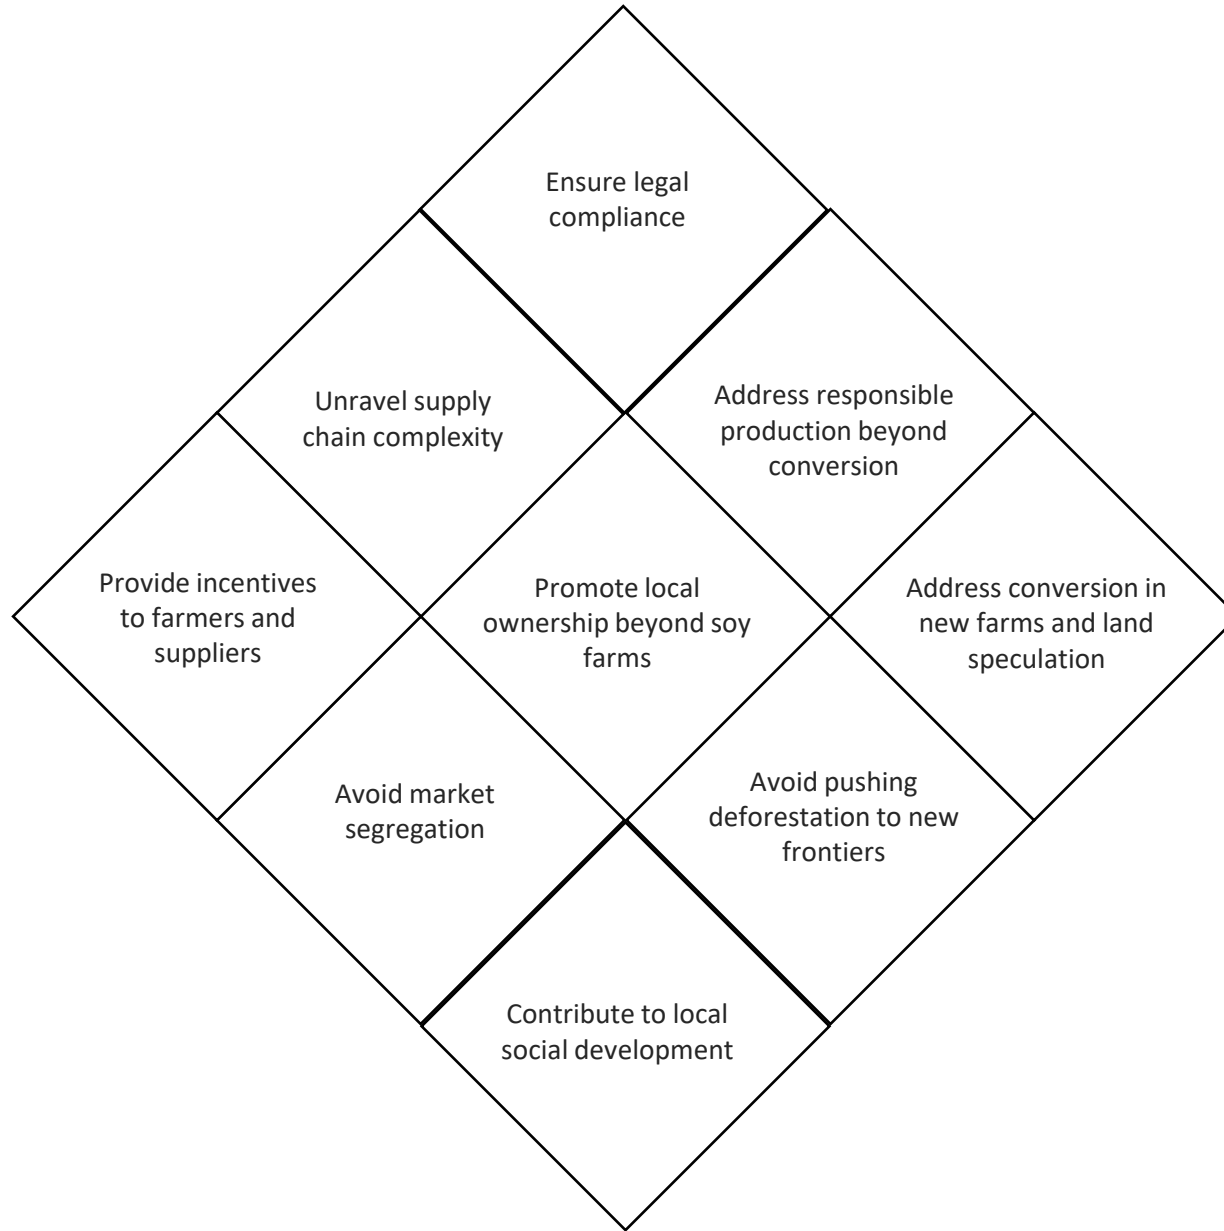 Ensure legal
compliance
Unravel supply
chain complexity
Address responsible
production beyond
conversion
Provide incentives
to farmers and
suppliers
Promote local
ownership beyond soy
farms
Address conversion in
new farms and land
speculation
Avoid market
segregation
Avoid pushing
deforestation to new
frontiers
Contribute to local
social development